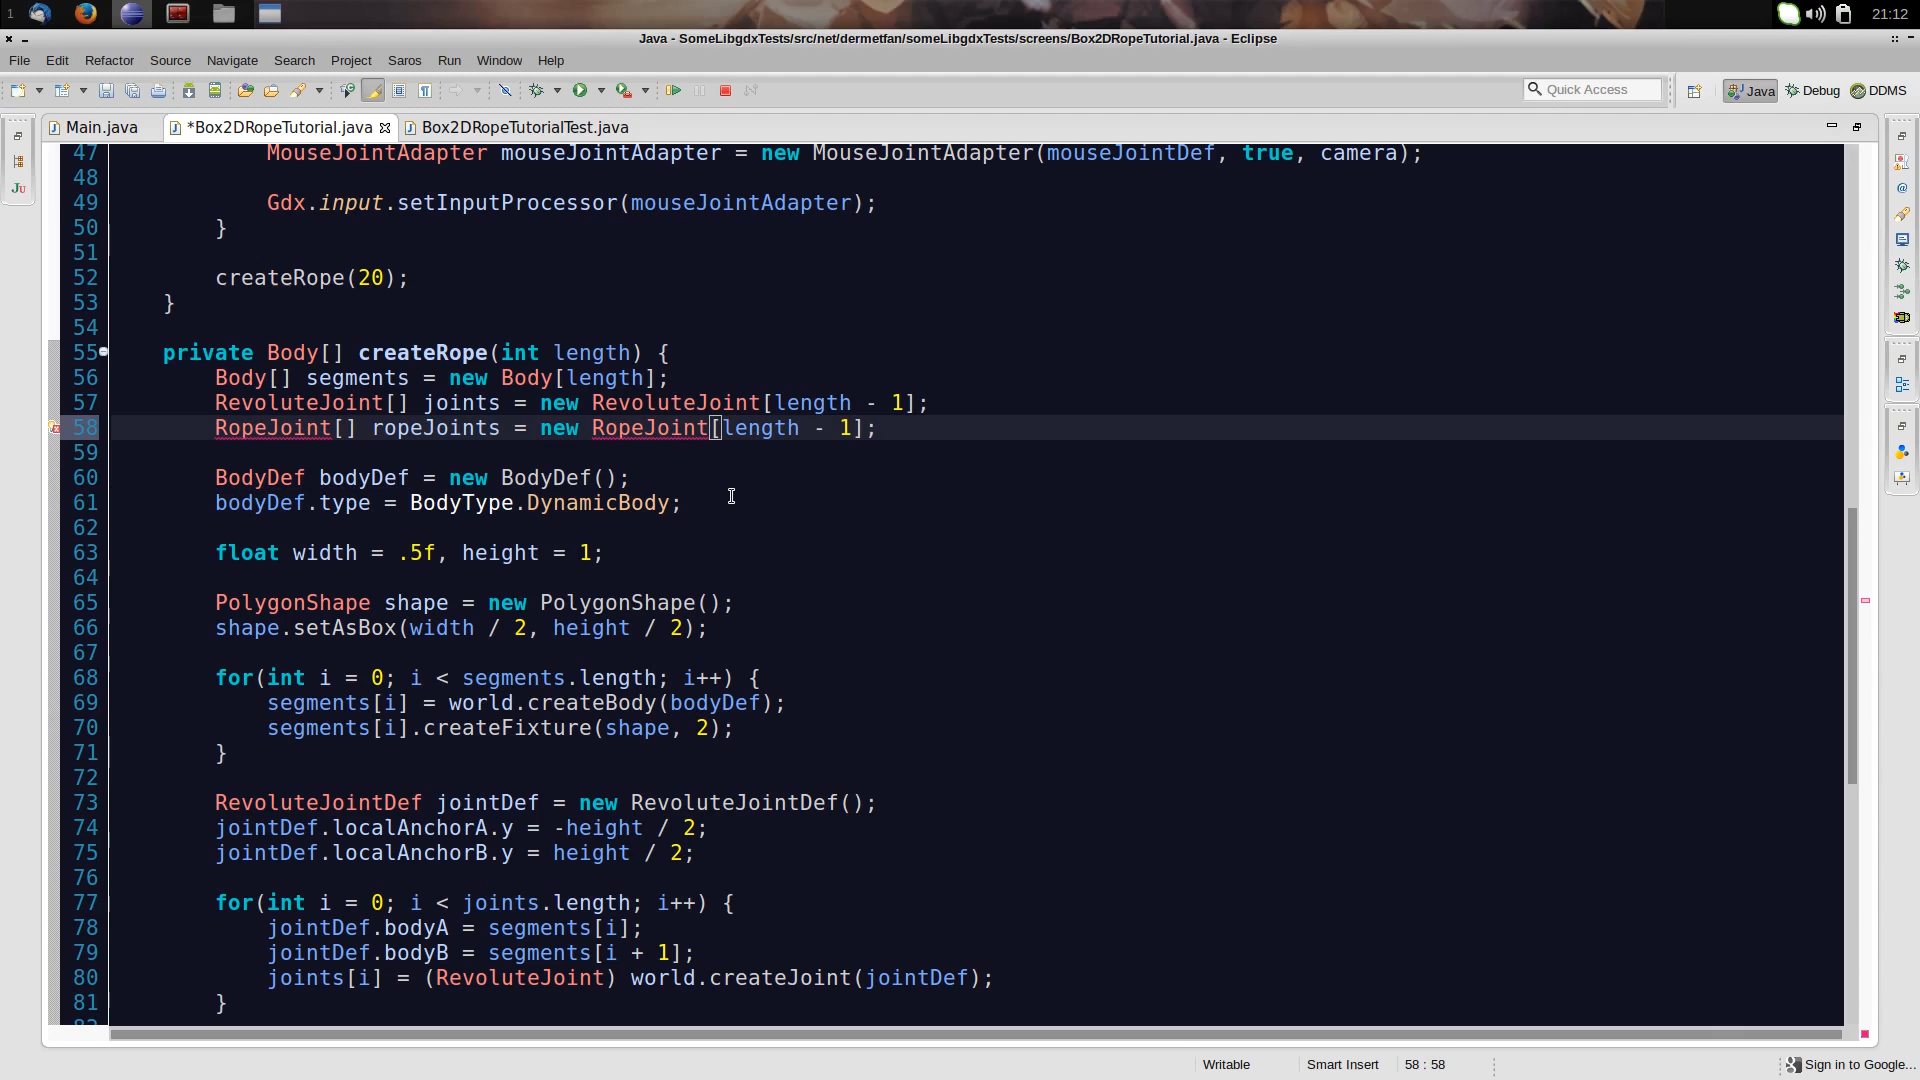 1
21:12
Java - SomeLibgdxTests/src/net/dermetfan/someLibgdxTests/screens/Box2DRopeTutorial.java - Eclipse
File Edit Refactor Source Navigate Search Project Saros Run Window Help
Quick Access
Java Debug DDMS
Main.java *Box2DRopeTutorial.java Box2DRopeTutorialTest.java
47 MouseJointAdapter mouseJointAdapter = new MouseJointAdapter(mouseJointDef, true, camera);
48
49 Gdx.input.setInputProcessor(mouseJointAdapter);
50 }
51
52 createRope(20);
53 }
54
55 private Body[] createRope(int length) {
56 Body[] segments = new Body[length];
57 RevoluteJoint[] joints = new RevoluteJoint[length - 1];
58 RopeJoint[] ropeJoints = new RopeJoint[length - 1];
59
60 BodyDef bodyDef = new BodyDef();
61 bodyDef.type = BodyType.DynamicBody;
62
63 float width = .5f, height = 1;
64
65 PolygonShape shape = new PolygonShape();
66 shape.setAsBox(width / 2, height / 2);
67
68 for(int i = 0; i < segments.length; i++) {
69 segments[i] = world.createBody(bodyDef);
70 segments[i].createFixture(shape, 2);
71 }
72
73 RevoluteJointDef jointDef = new RevoluteJointDef();
74 jointDef.localAnchorA.y = -height / 2;
75 jointDef.localAnchorB.y = height / 2;
76
77 for(int i = 0; i < joints.length; i++) {
78 jointDef.bodyA = segments[i];
79 jointDef.bodyB = segments[i + 1];
80 joints[i] = (RevoluteJoint) world.createJoint(jointDef);
81 }
Writable Smart Insert 58 : 58 Sign in to Google...